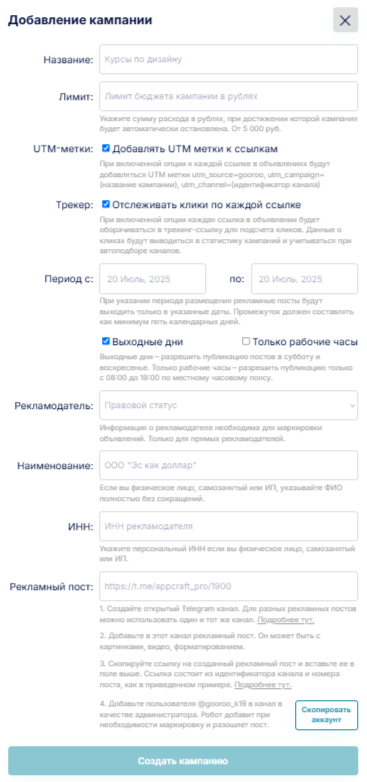 Добавление кампании
Название: Курсы по дизайну
Лимит: Лимит бюджета кампании в рублях
Укажите сумму расхода в рублях, при достижении которой кампания
будет автоматически остановлена. От 5 000 руб.
UTM-метки: Добавлять UTM метки к ссылкам
При включенной опции к каждой ссылке в объявлениях будут
добавляться UTM метки utm_source=gooroo, utm_campaign=
(название кампании), utm_channel=(идентификатор канала)
Трекер: Отслеживать клики по каждой ссылке
При включенной опции каждая ссылка в объявлении будет
оборачиваться в трекинг-ссылку для подсчета кликов. Данные о
кликах будут выводиться в статистику кампаний и учитываться при
автоподборе каналов.
Период с: 20 Июль, 2025 по: 20 Июль, 2025
При указании периода размещения рекламные посты будут
выходить только в указанные даты. Промежуток должен составлять
как минимум пять календарных дней.
Выходные дни Только рабочие часы
Выходные дни – разрешить публикацию постов в субботу и
воскресенье. Только рабочие часы – разрешить публикацию только
с 08:00 до 19:00 по местному часовому поясу.
Рекламодатель: Правовой статус
Информация о рекламодателе необходима для маркировки
объявлений. Только для прямых рекламодателей.
Наименование: ООО "Эс как доллар"
Если вы физическое лицо, самозанятый или ИП, указывайте ФИО
полностью без сокращений.
ИНН: ИНН рекламодателя
Укажите персональный ИНН если вы физическое лицо, самозанятый
или ИП.
Рекламный пост: https://t.me/appcraft_pro/1900
1. Создайте открытый Telegram канал. Для разных рекламных постов
можно использовать один и тот же канал. Подробнее тут.
2. Добавьте в этот канал рекламный пост. Он может быть с
картинками, видео, форматированием.
3. Скопируйте ссылку на созданный рекламный пост и вставьте ее в
поле выше. Ссылка состоит из идентификатора канала и номера
поста, как в приведенном примере. Подробнее тут.
4. Добавьте пользователя @gooroo_k19 в канал в
качестве администратора. Робот добавит при
необходимости маркировку и разошлет пост.
Скопировать
аккаунт
Создать кампанию